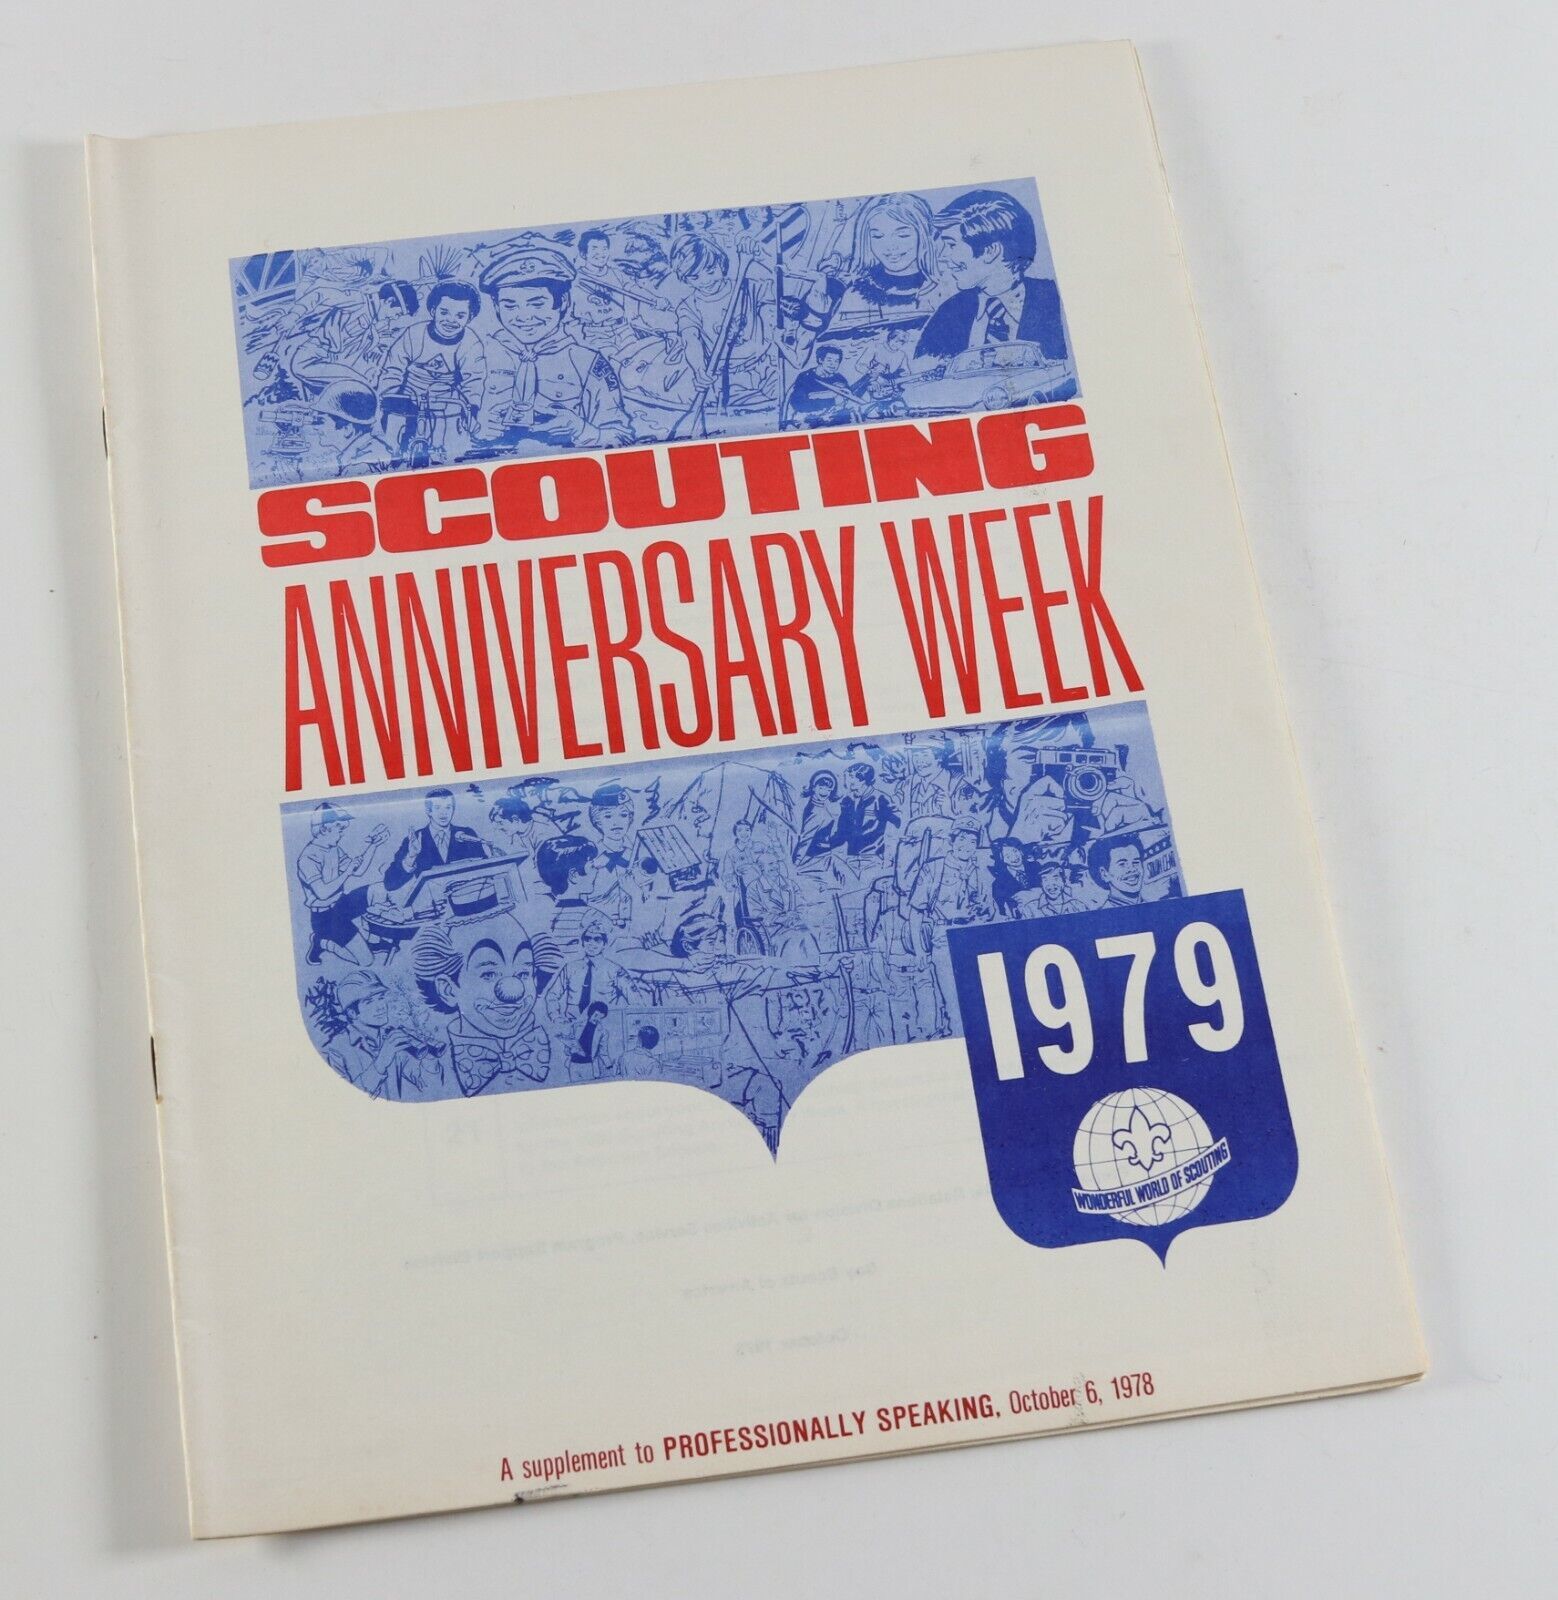 SCOUTING
ANNIVERSARY WEEK
1979
WONDERFUL WORLD OF SCOUTING
A supplement to PROFESSIONALLY SPEAKING, October 6, 1978